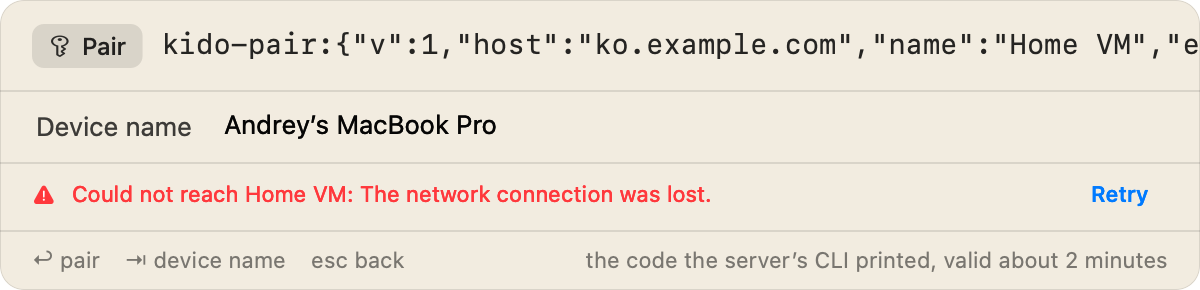 Pair kido-pair:{"v":1,"host":"ko.example.com","name":"Home VM","e
Device name Andrey’s MacBook Pro
Could not reach Home VM: The network connection was lost. Retry
↩ pair ⇥ device name esc back the code the server’s CLI printed, valid about 2 minutes